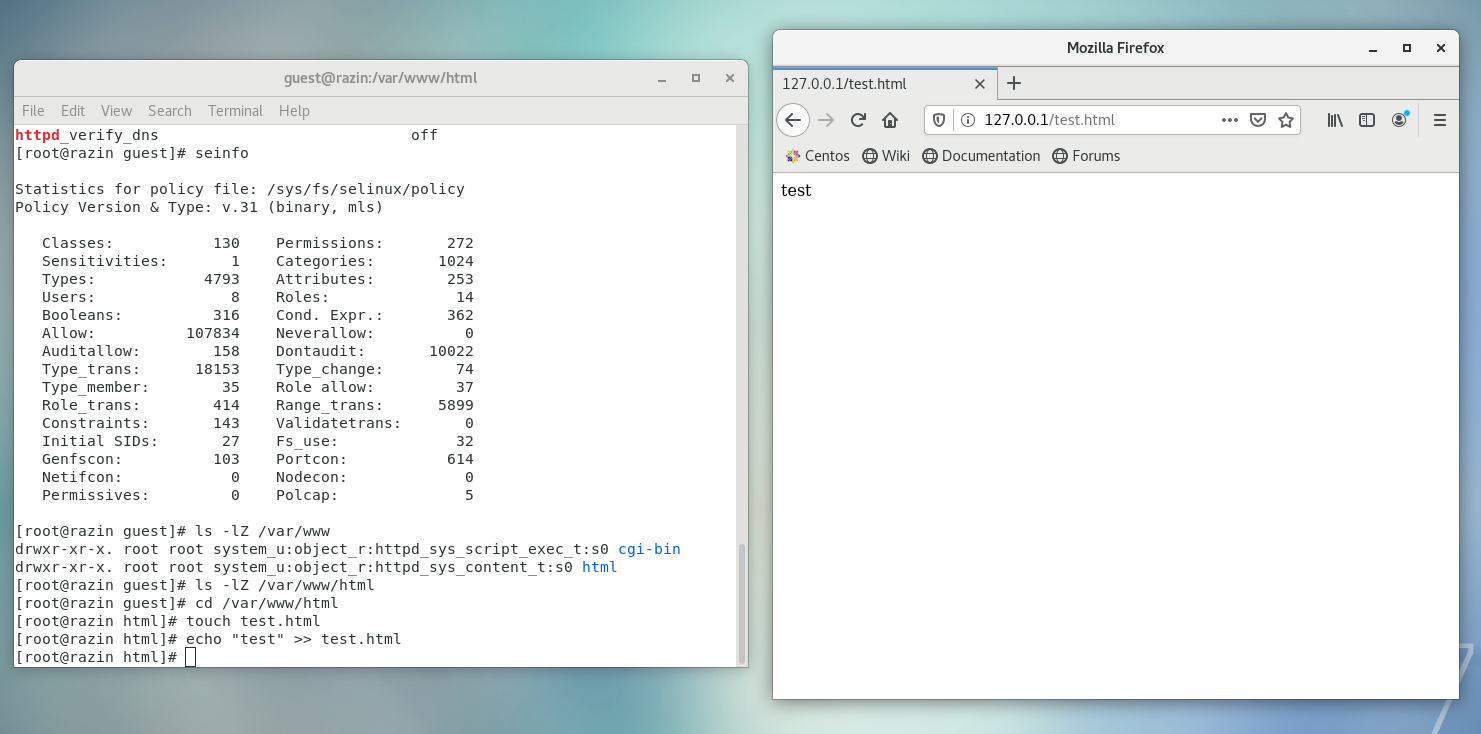 guest@razin:/var/www/html
File Edit View Search Terminal Help
httpd_verify_dns off
[root@razin guest]# seinfo
Statistics for policy file: /sys/fs/selinux/policy
Policy Version & Type: v.31 (binary, mls)
Classes: 130 Permissions: 272
Sensitivities: 1 Categories: 1024
Types: 4793 Attributes: 253
Users: 8 Roles: 14
Booleans: 316 Cond. Expr.: 362
Allow: 107834 Neverallow: 0
Auditallow: 158 Dontaudit: 10022
Type_trans: 18153 Type_change: 74
Type_member: 35 Role allow: 37
Role_trans: 414 Range_trans: 5899
Constraints: 143 Validatetrans: 0
Initial SIDs: 27 Fs_use: 32
Genfscon: 103 Portcon: 614
Netifcon: 0 Nodecon: 0
Permissives: 0 Polcap: 5
[root@razin guest]# ls -lZ /var/www
drwxr-xr-x. root root system_u:object_r:httpd_sys_script_exec_t:s0 cgi-bin
drwxr-xr-x. root root system_u:object_r:httpd_sys_content_t:s0 html
[root@razin guest]# ls -lZ /var/www/html
[root@razin guest]# cd /var/www/html
[root@razin html]# touch test.html
[root@razin html]# echo "test" >> test.html
[root@razin html]#
Mozilla Firefox
127.0.0.1/test.html
127.0.0.1/test.html
Centos Wiki Documentation Forums
test
7